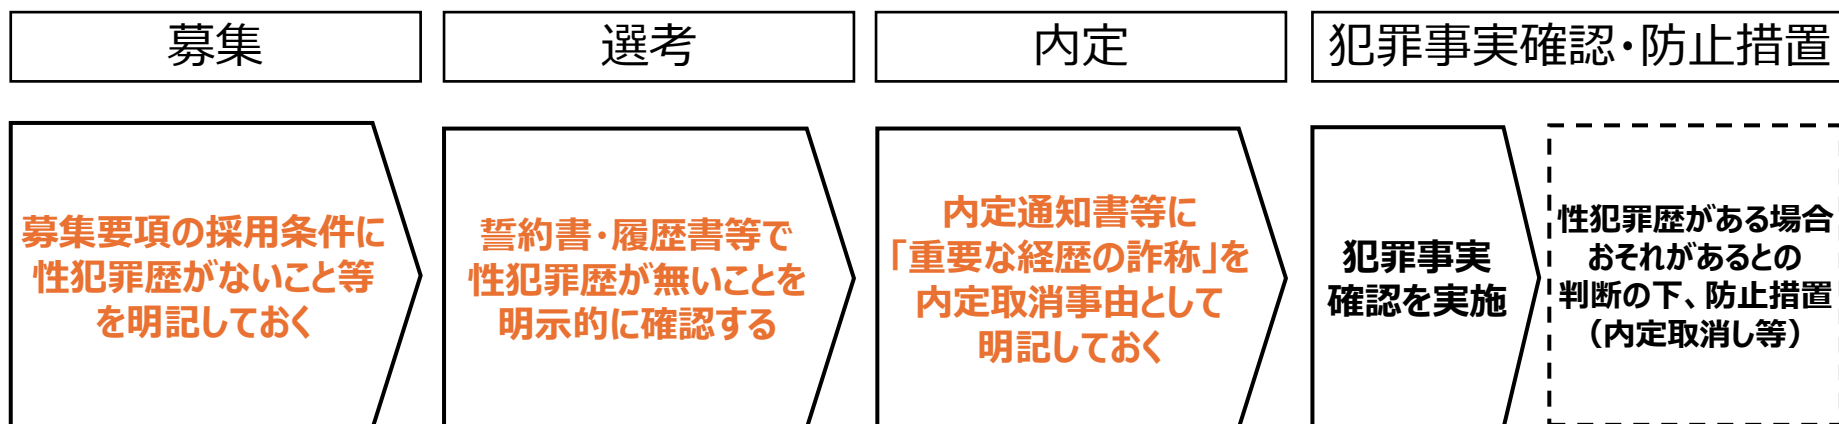 募集
選考
内定
犯罪事実確認・防止措置
募集要項の採用条件に
性犯罪歴がないこと等
を明記しておく
誓約書・履歴書等で
性犯罪歴が無いことを
明示的に確認する
内定通知書等に
「重要な経歴の詐称」を
内定取消事由として
明記しておく
犯罪事実
確認を実施
性犯罪歴がある場合
おそれがあるとの
判断の下、防止措置
（内定取消し等）